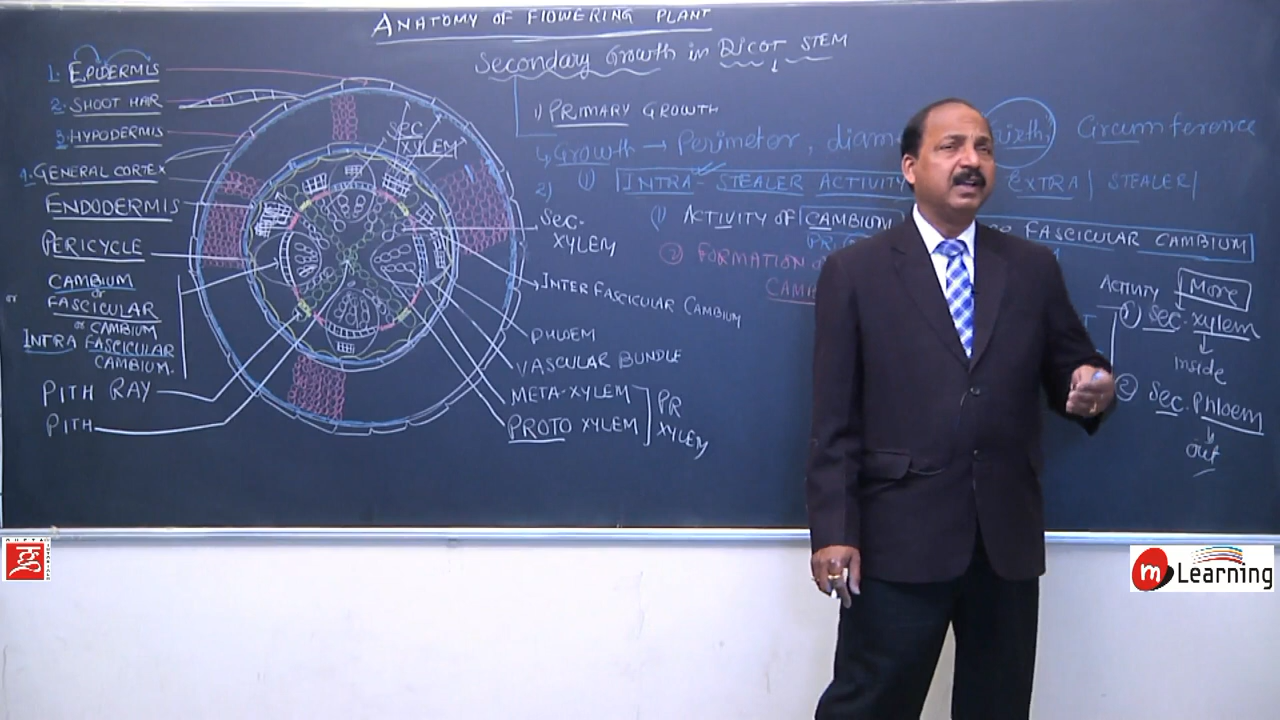 ANATOMY OF FLOWERING PLANT
Secondary Growth in DICOT STEM
1. EPIDERMIS
2. SHOOT HAIR
3. HYPODERMIS
4. GENERAL CORTEX
ENDODERMIS
PERICYCLE
CAMBIUM
or
FASCICULAR
or CAMBIUM
or
INTRA FASCICULAR
CAMBIUM.
PITH RAY
PITH
SEC
XYLEM
SEC-
XYLEM
INTER FASCICULAR CAMBIUM
PHLOEM
VASCULAR BUNDLE
META-XYLEM
PROTO XYLEM
PR
XYLEM
1) PRIMARY GROWTH
Growth → Perimeter, diam Circumference
2) 1) INTRA-STEALER ACTIVITY EXTRA STEALER
(1) ACTIVITY OF CAMBIUM FASCICULAR CAMBIUM
② FORMATION
ACTIVITY More
① Sec. xylem
inside
② Sec. Phloem
out
m Learning